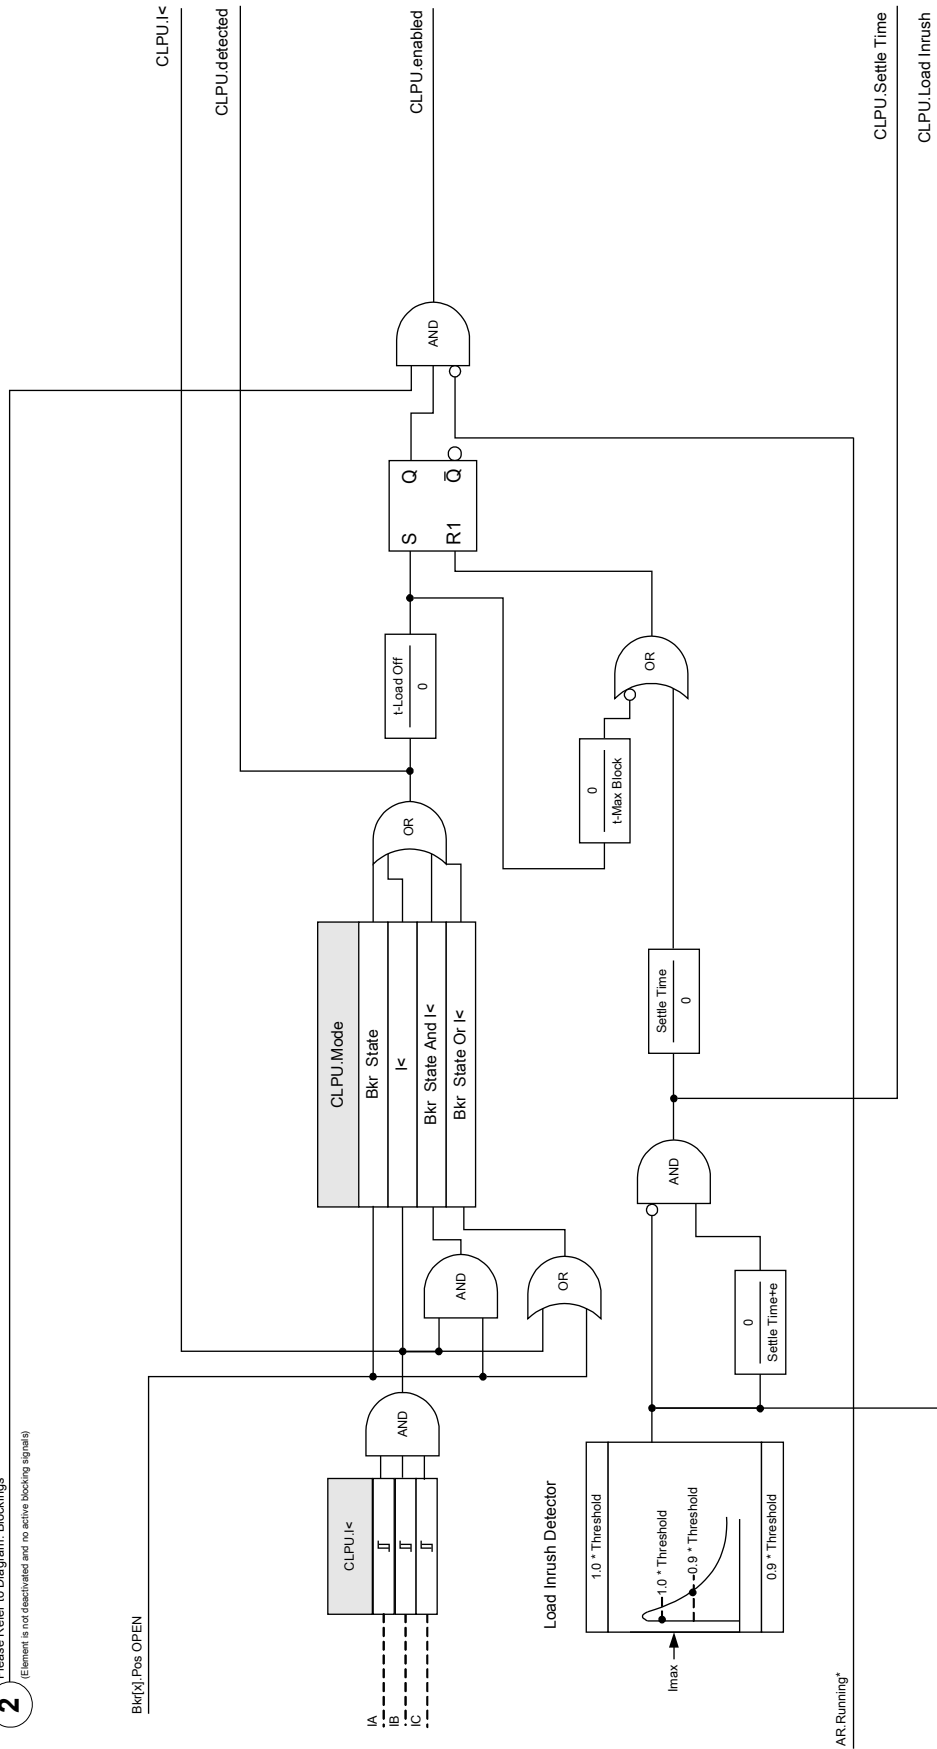 2
Please Refer to Diagram: Blockings
(Element is not deactivated and no active blocking signals)
Bkr[x].Pos OPEN
IA
IB
IC
CLPU.I<
AND
AND
OR
CLPU.Mode
Bkr State
I<
Bkr State And I<
Bkr State Or I<
OR
t-Load Off
0
0
t-Max Block
S
Q
R1
Q̅
AND
OR
CLPU.I<
CLPU.detected
CLPU.enabled
Load Inrush Detector
Imax
1.0 * Threshold
1.0 * Threshold
0.9 * Threshold
0.9 * Threshold
0
Settle Time+e
AND
Settle Time
0
AR.Running*
CLPU.Settle Time
CLPU.Load Inrush